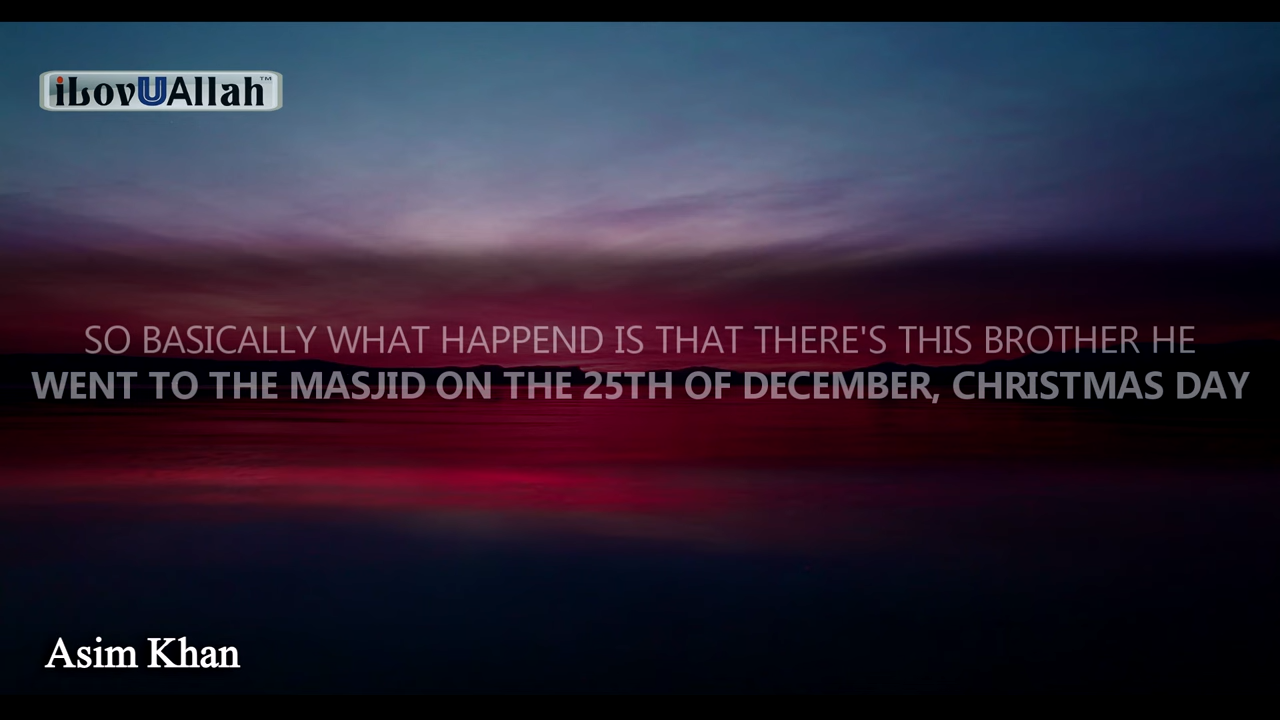 iLovUAllah™
SO BASICALLY WHAT HAPPEND IS THAT THERE'S THIS BROTHER HE
WENT TO THE MASJID ON THE 25TH OF DECEMBER, CHRISTMAS DAY
Asim Khan